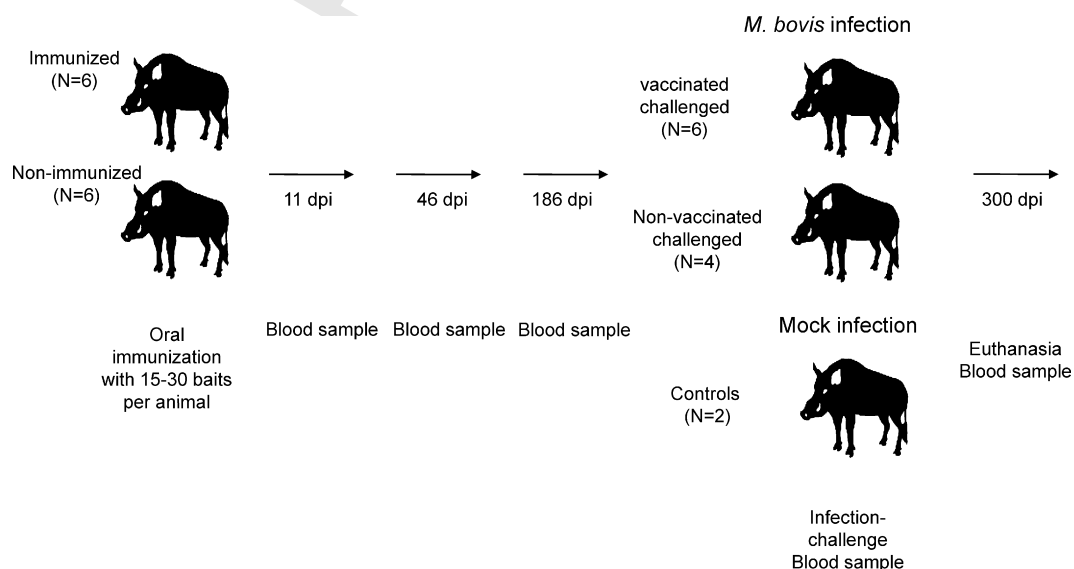 Immunized
(N=6)
Non-immunized
(N=6)
Oral
immunization
with 15-30 baits
per animal
11 dpi
Blood sample
46 dpi
Blood sample
186 dpi
Blood sample
M. bovis infection
vaccinated
challenged
(N=6)
Non-vaccinated
challenged
(N=4)
Mock infection
Controls
(N=2)
Infection-
challenge
Blood sample
300 dpi
Euthanasia
Blood sample